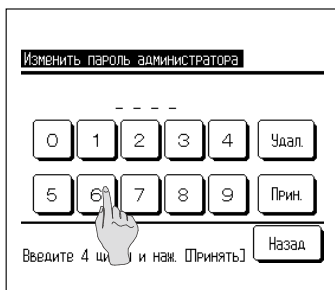 Изменить пароль администратора
_ _ _ _
0 1 2 3 4 Удал.
5 6 7 8 9 Прин.
Введите 4 и наж. [Принять]
Назад